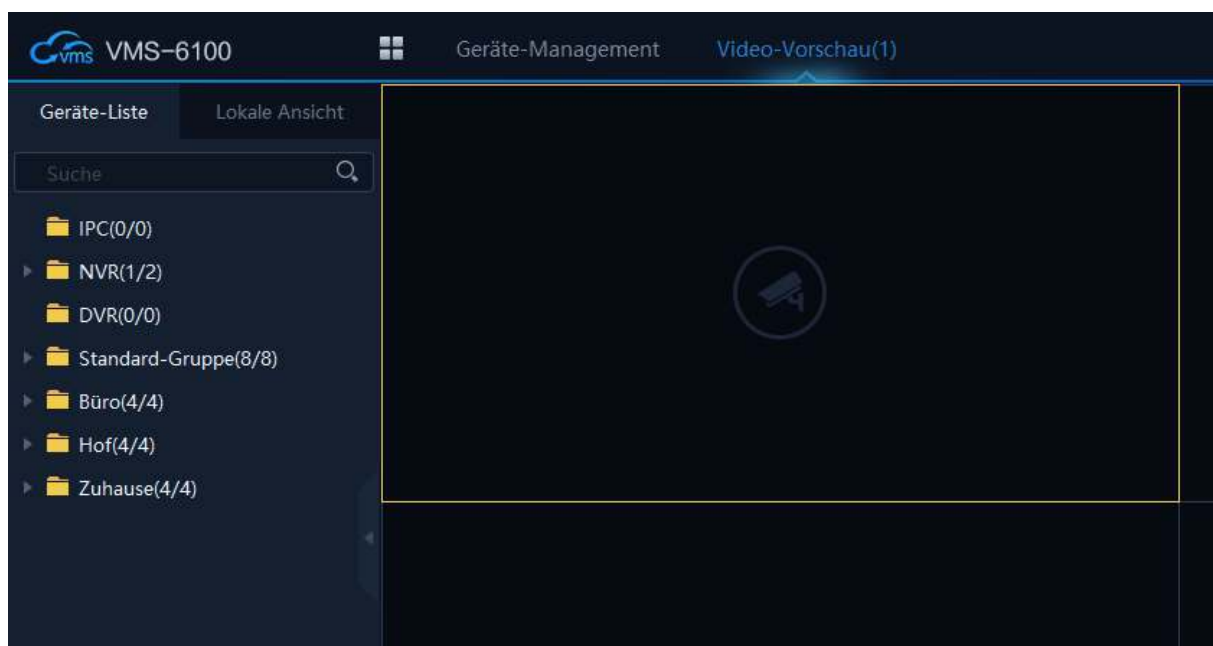 vms VMS-6100 Geräte-Management Video-Vorschau(1)
Geräte-Liste Lokale Ansicht
Suche
IPC(0/0)
NVR(1/2)
DVR(0/0)
Standard-Gruppe(8/8)
Büro(4/4)
Hof(4/4)
Zuhause(4/4)